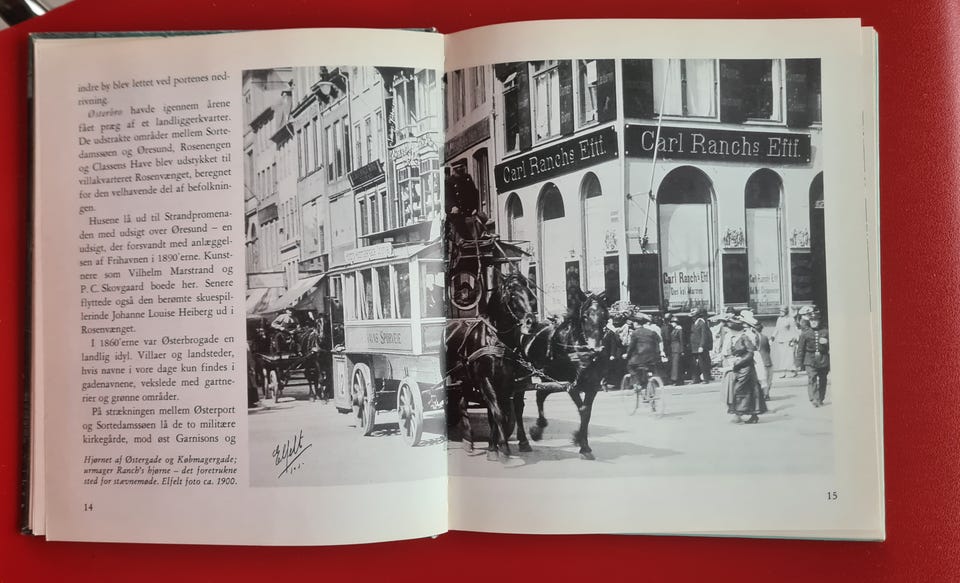 indre by blev lettet ved portenes ned-
rivning.
Østerbro havde igennem årene
fået præg af et landliggerkvarter.
De udstrakte områder mellem Sorte-
damssøen og Øresund, Rosenengen
og Classens Have blev udstykket til
villakvarteret Rosenvænget, beregnet
for den velhavende del af befolknin-
gen.
Husene lå ud til Strandpromena-
den med udsigt over Øresund – en
udsigt, der forsvandt med anlæggel-
sen af Frihavnen i 1890'erne. Kunst-
nere som Vilhelm Marstrand og
P. C. Skovgaard boede her. Senere
flyttede også den berømte skuespil-
lerinde Johanne Louise Heiberg ud i
Rosenvænget.
I 1860'erne var Østerbrogade en
landlig idyl. Villaer og landsteder,
hvis navne i vore dage kun findes i
gadenavnene, vekslede med gartne-
rier og grønne områder.
På strækningen mellem Østerport
og Sortedamssøen lå de to militære
kirkegårde, mod øst Garnisons og
Hjørnet af Østergade og Købmagergade;
urmager Ranch's hjørne – det foretrukne
sted for stævnemøde. Elfelt foto ca. 1900.
14
Elfelt
Carl Ranchs Eftf.
Carl Ranchs Eftf.
Carl Ranchs Eftf.
15